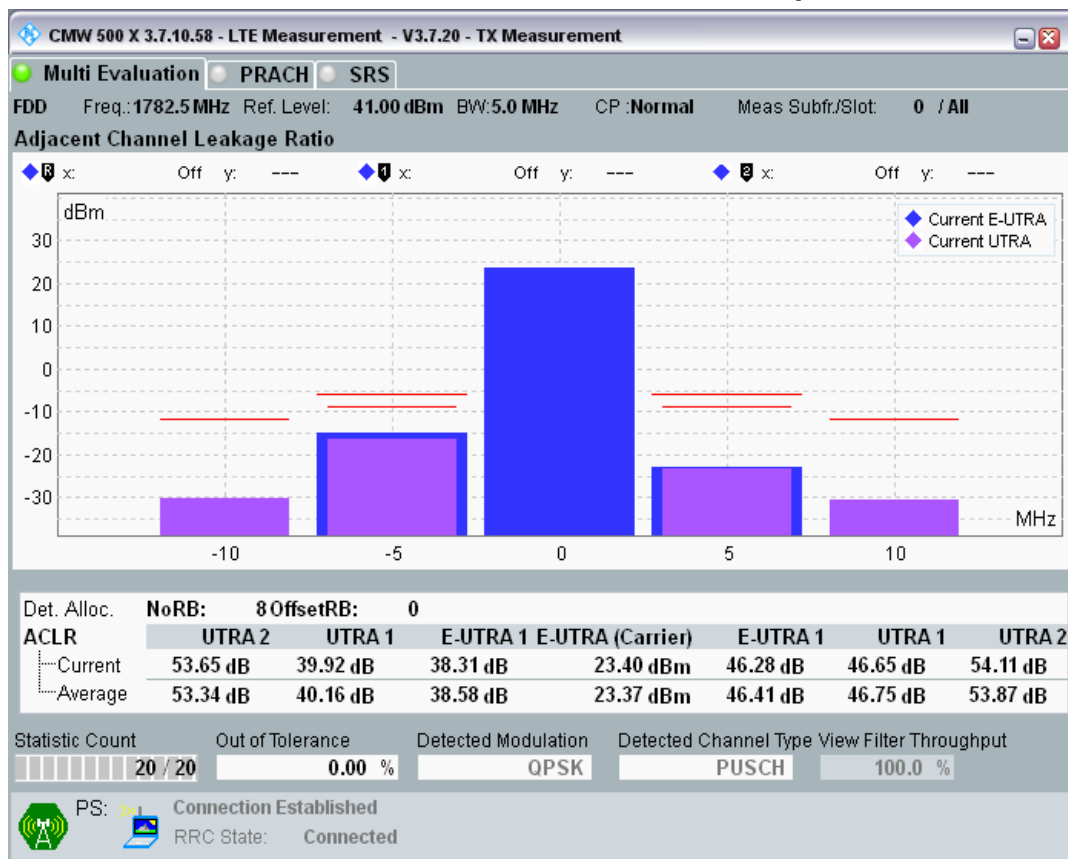 CMW 500 X 3.7.10.58 - LTE Measurement - V3.7.20 - TX Measurement
Multi Evaluation PRACH SRS
FDD Freq.:1782.5 MHz Ref. Level: 41.00 dBm BW:5.0 MHz CP :Normal Meas Subfr./Slot: 0 / All
Adjacent Channel Leakage Ratio
R x: Off y: --- 1 x: Off y: --- 2 x: Off y: ---
dBm
Current E-UTRA
Current UTRA
30
20
10
0
-10
-20
-30
MHz
-10 -5 0 5 10
Det. Alloc. NoRB: 8 OffsetRB: 0
ACLR UTRA 2 UTRA 1 E-UTRA 1 E-UTRA (Carrier) E-UTRA 1 UTRA 1 UTRA 2
Current 53.65 dB 39.92 dB 38.31 dB 23.40 dBm 46.28 dB 46.65 dB 54.11 dB
Average 53.34 dB 40.16 dB 38.58 dB 23.37 dBm 46.41 dB 46.75 dB 53.87 dB
Statistic Count Out of Tolerance Detected Modulation Detected Channel Type View Filter Throughput
20 / 20 0.00 % QPSK PUSCH 100.0 %
PS: Connection Established
RRC State: Connected